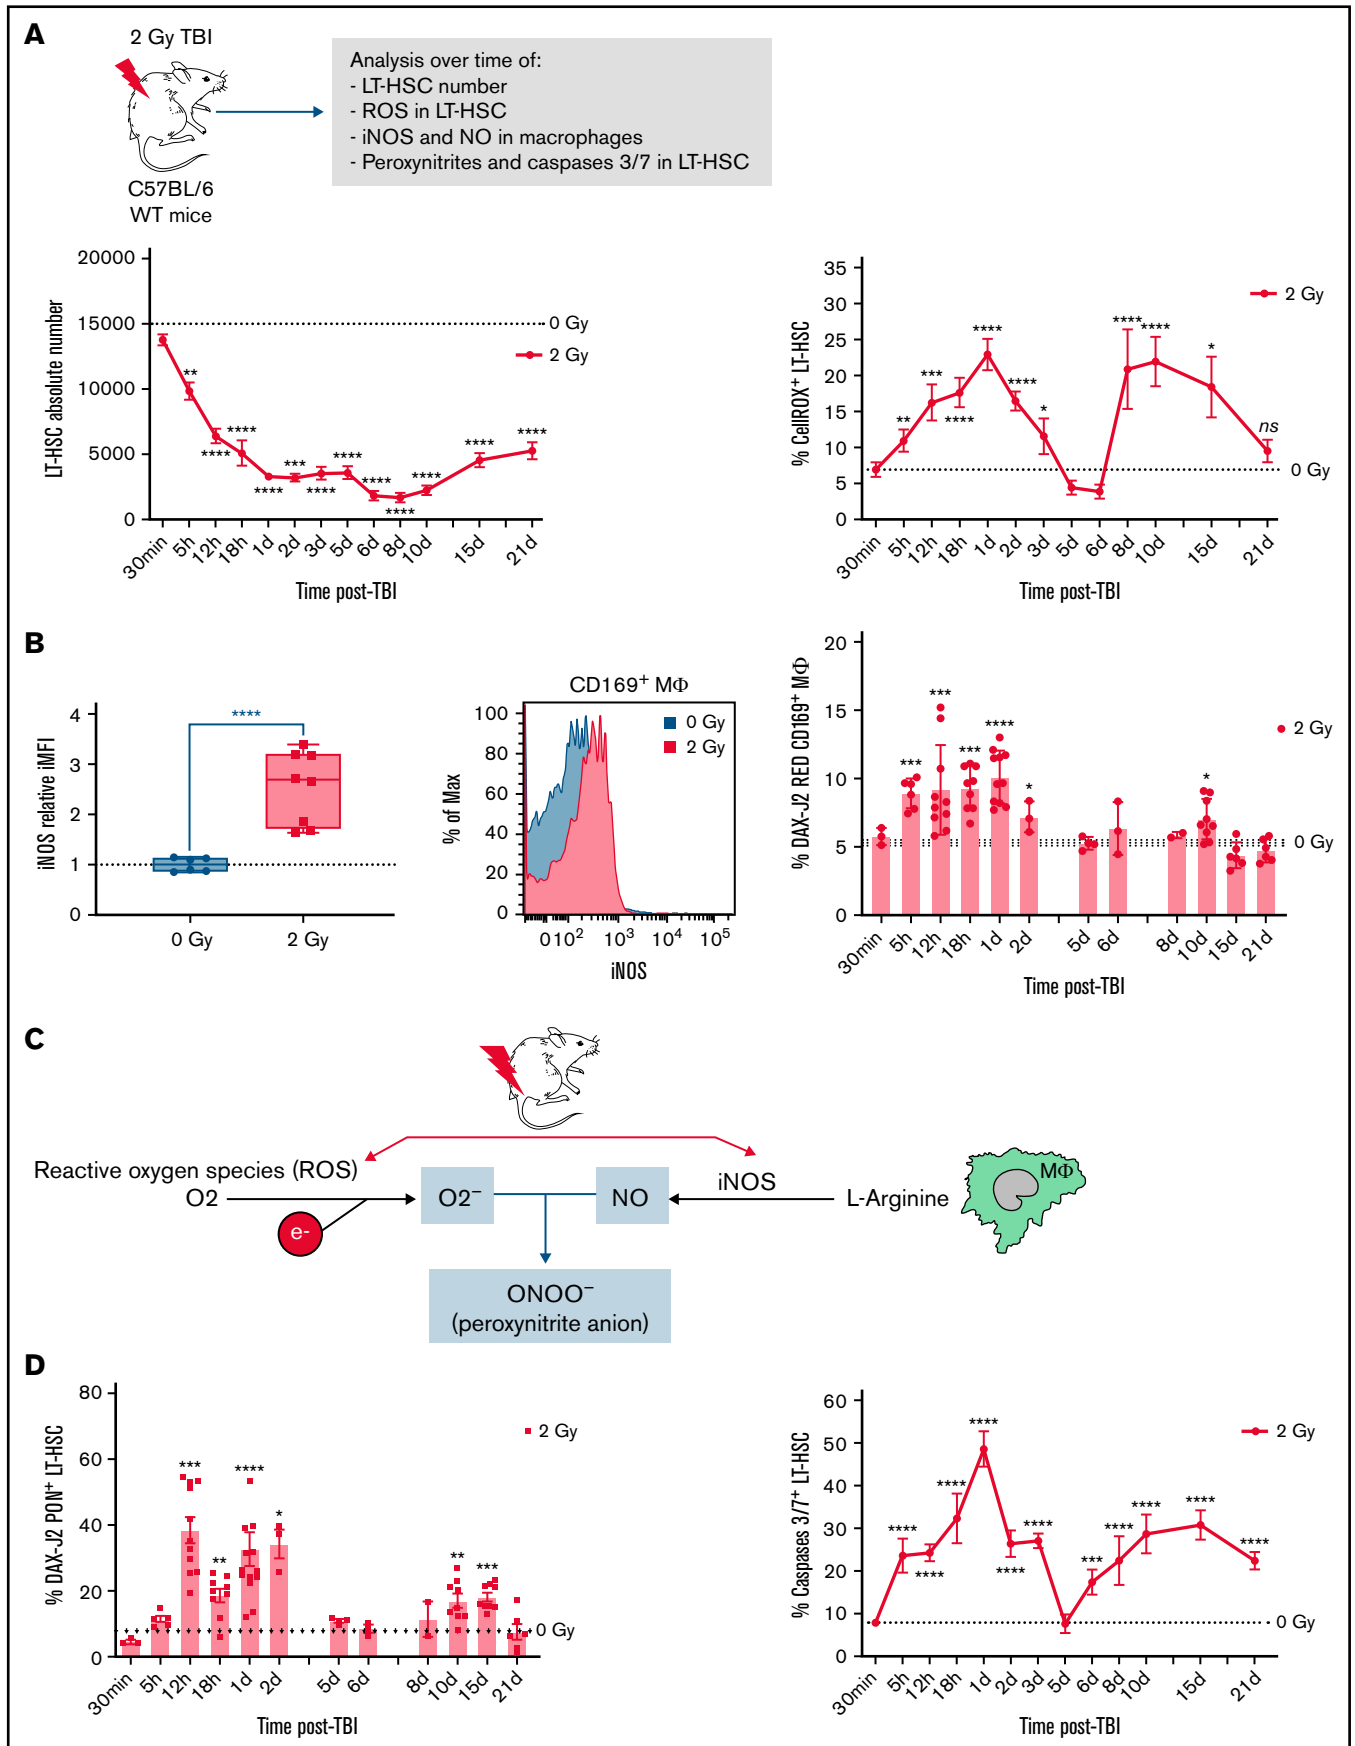 A
2 Gy TBI
C57BL/6
WT mice
Analysis over time of:
- LT-HSC number
- ROS in LT-HSC
- iNOS and NO in macrophages
- Peroxynitrites and caspases 3/7 in LT-HSC
LT-HSC absolute number
20000
15000
10000
5000
0
0 Gy
2 Gy
**
****
****
****
***
****
****
****
****
****
****
****
30min
5h
12h
18h
1d
2d
3d
5d
6d
8d
10d
15d
21d
Time post-TBI
% CellROX+ LT-HSC
35
30
25
20
15
10
5
0
2 Gy
0 Gy
**
***
****
****
****
*
****
****
*
ns
30min
5h
12h
18h
1d
2d
3d
5d
6d
8d
10d
15d
21d
Time post-TBI
B
iNOS relative iMFI
4
3
2
1
0
****
0 Gy
2 Gy
CD169+ MΦ
% of Max
100
80
60
40
20
0
0 Gy
2 Gy
0
10²
10³
10⁴
10⁵
iNOS
% DAX-J2 RED CD169+ MΦ
20
15
10
5
0
***
***
***
****
*
*
2 Gy
0 Gy
30min
5h
12h
18h
1d
2d
5d
6d
8d
10d
15d
21d
Time post-TBI
C
Reactive oxygen species (ROS)
O2
e-
O2⁻
NO
iNOS
L-Arginine
MΦ
ONOO⁻
(peroxynitrite anion)
D
% DAX-J2 PON+ LT-HSC
80
60
40
20
0
***
**
****
*
**
***
2 Gy
0 Gy
30min
5h
12h
18h
1d
2d
5d
6d
8d
10d
15d
21d
Time post-TBI
% Caspases 3/7+ LT-HSC
60
50
40
30
20
10
0
2 Gy
0 Gy
****
****
****
****
****
****
***
****
****
****
****
30min
5h
12h
18h
1d
2d
3d
5d
6d
8d
10d
15d
21d
Time post-TBI